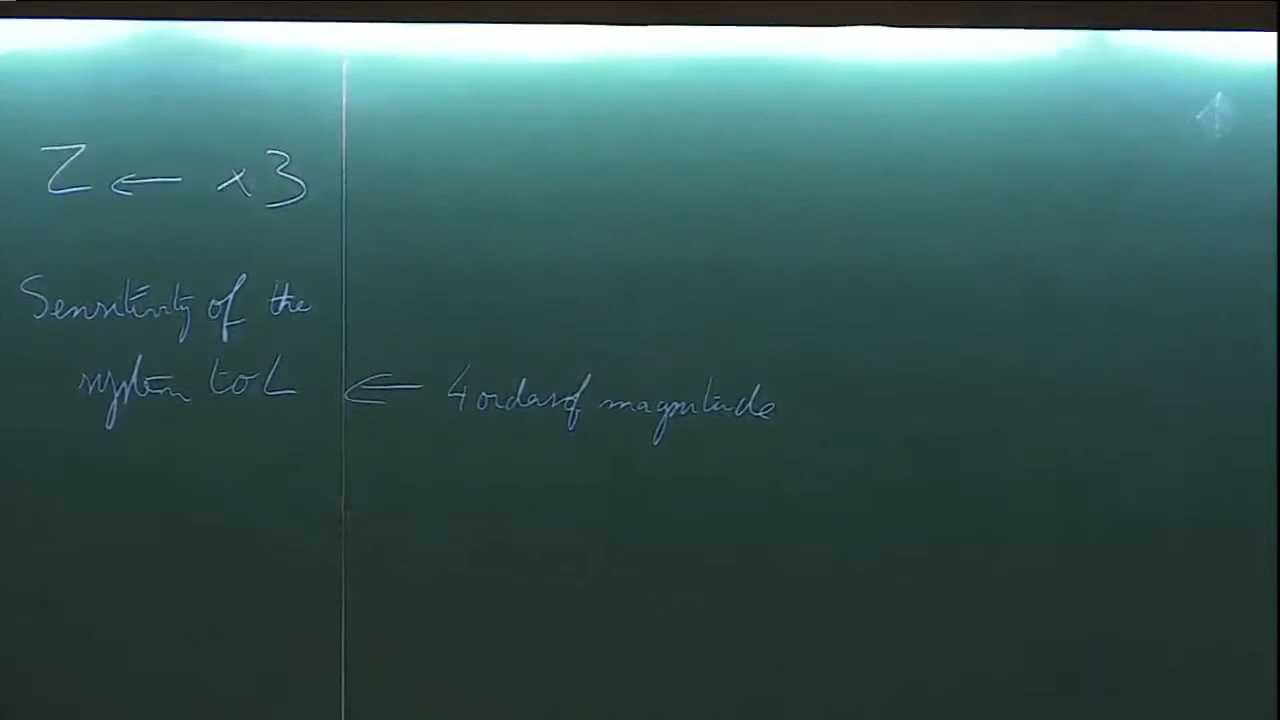 Z ← ×3
Sensitivity of the
system to L ← 4 orders of magnitude